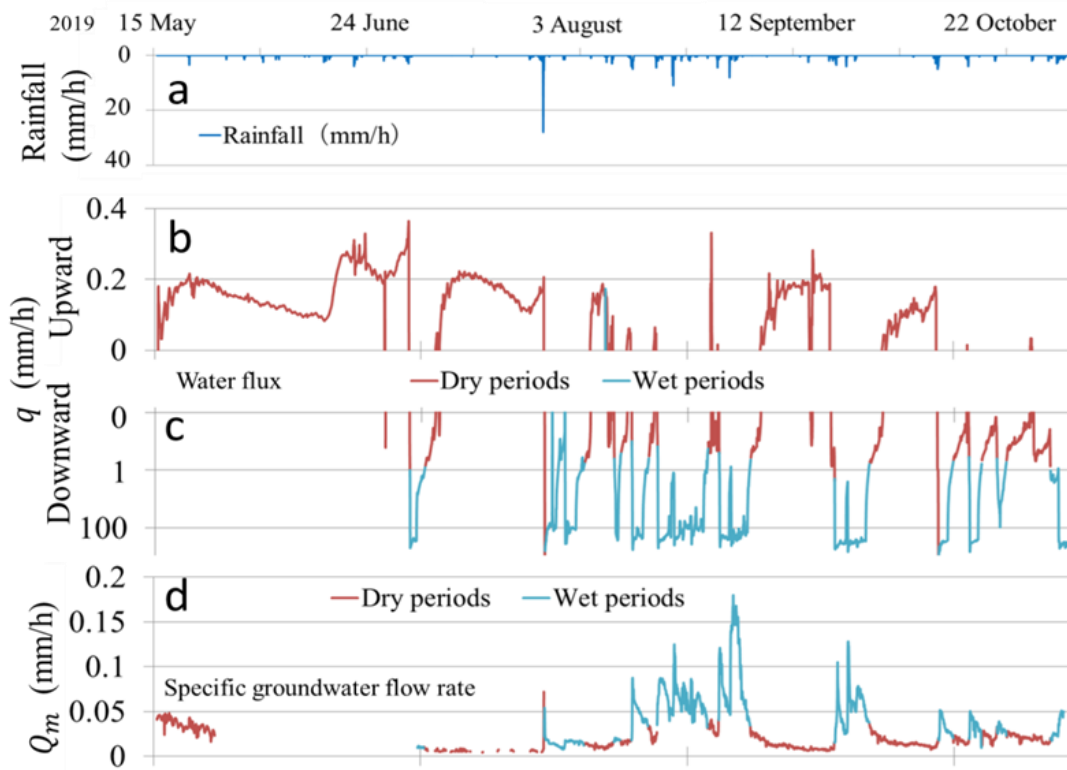 2019 15 May 24 June 3 August 12 September 22 October
Rainfall
(mm/h)
0
20
40
a
Rainfall （mm/h）
q (mm/h)
Upward
0.4
0.2
0
b
Water flux
Dry periods
Wet periods
Downward
0
1
100
c
Qm (mm/h)
0.2
0.15
0.1
0.05
0
d
Dry periods
Wet periods
Specific groundwater flow rate